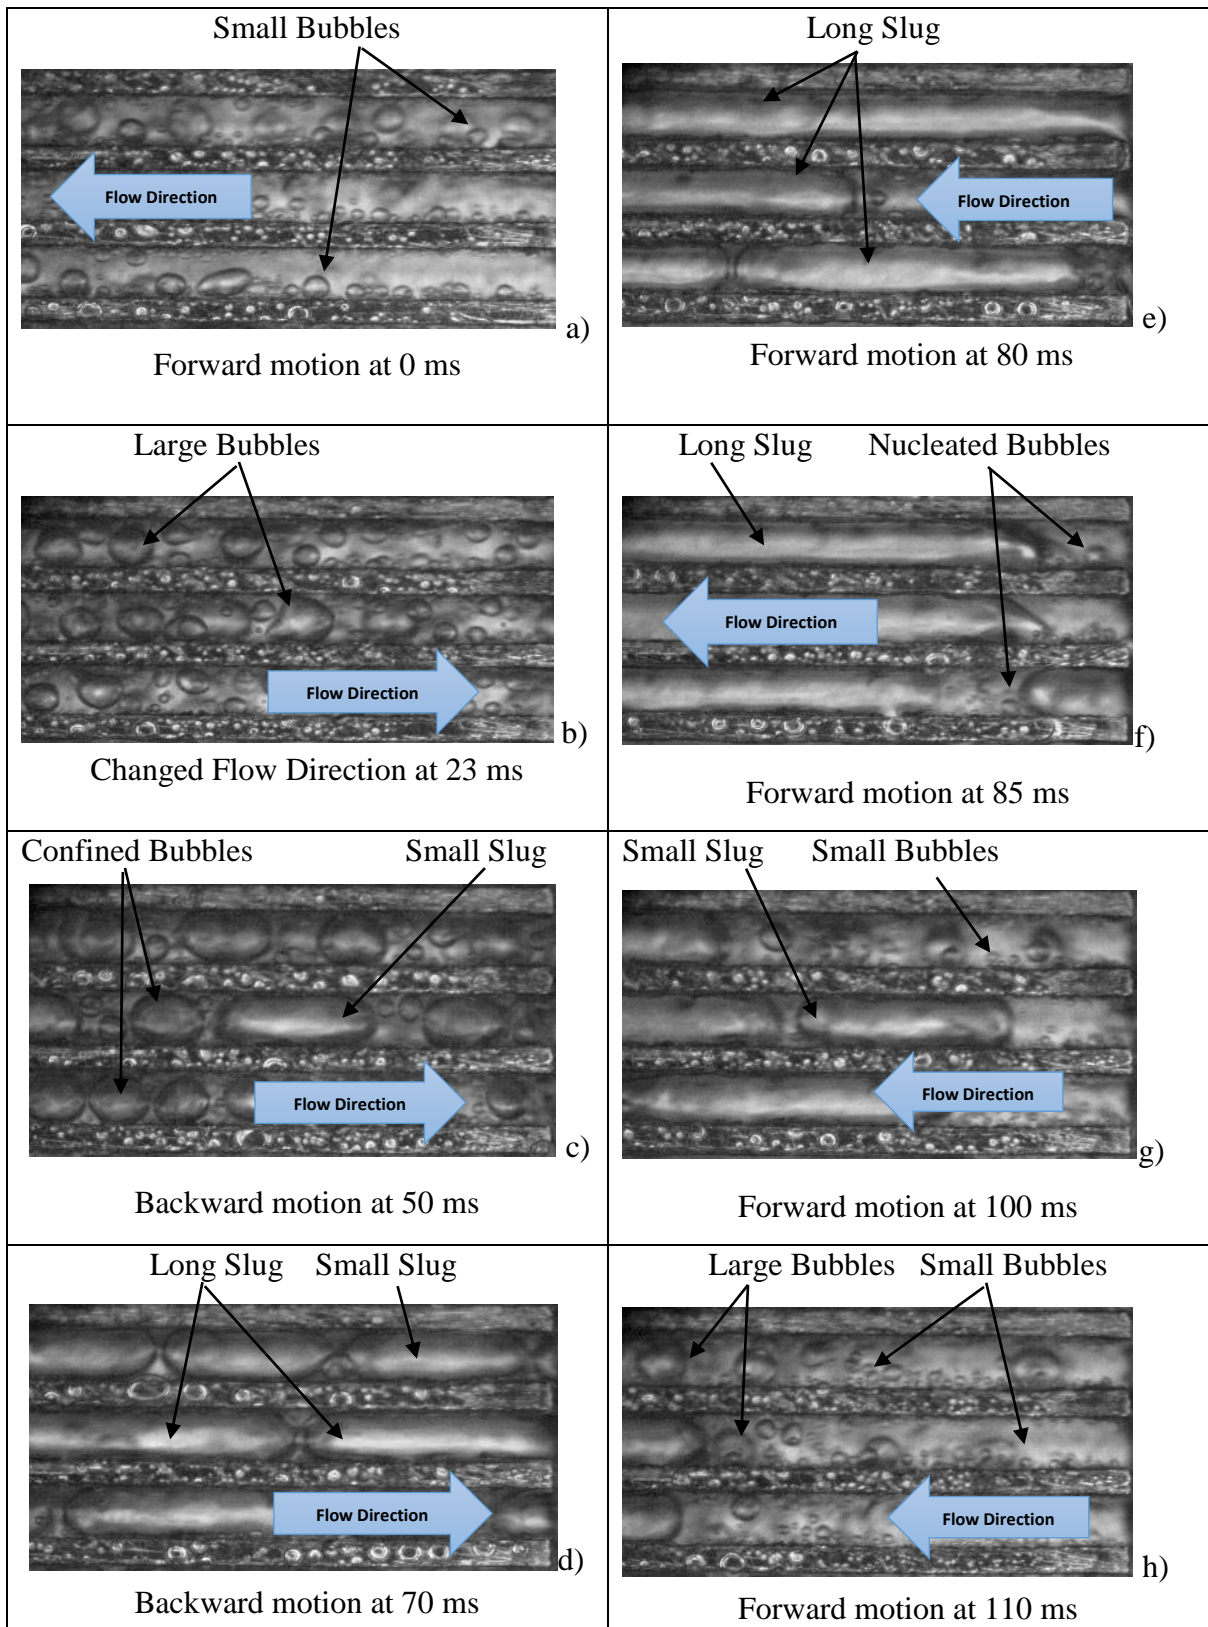 Small Bubbles
Flow Direction
a)
Forward motion at 0 ms
Long Slug
Flow Direction
e)
Forward motion at 80 ms
Large Bubbles
Flow Direction
b)
Changed Flow Direction at 23 ms
Long Slug Nucleated Bubbles
Flow Direction
f)
Forward motion at 85 ms
Confined Bubbles Small Slug
Flow Direction
c)
Backward motion at 50 ms
Small Slug Small Bubbles
Flow Direction
g)
Forward motion at 100 ms
Long Slug Small Slug
Flow Direction
d)
Backward motion at 70 ms
Large Bubbles Small Bubbles
Flow Direction
h)
Forward motion at 110 ms